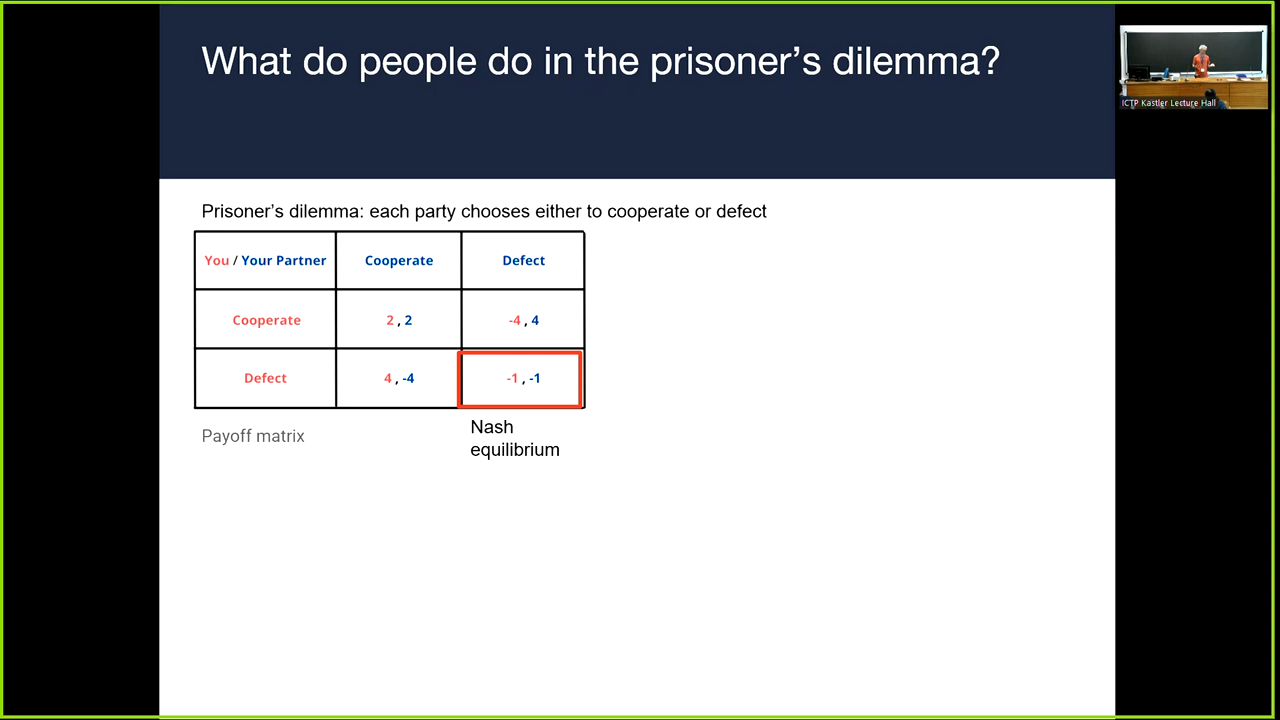 What do people do in the prisoner's dilemma?
ICTP Kastler Lecture Hall
Prisoner's dilemma: each party chooses either to cooperate or defect
You / Your Partner Cooperate Defect
Cooperate 2 , 2 -4 , 4
Defect 4 , -4 -1 , -1
Payoff matrix
Nash
equilibrium